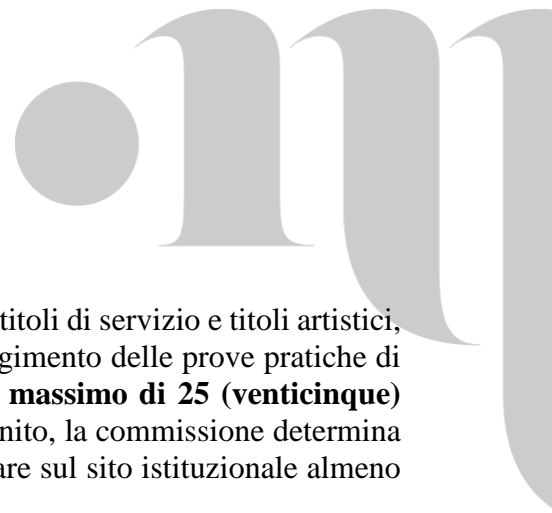 titoli di servizio e titoli artistici,
gimento delle prove pratiche di
massimo di 25 (venticinque)
nito, la commissione determina
are sul sito istituzionale almeno